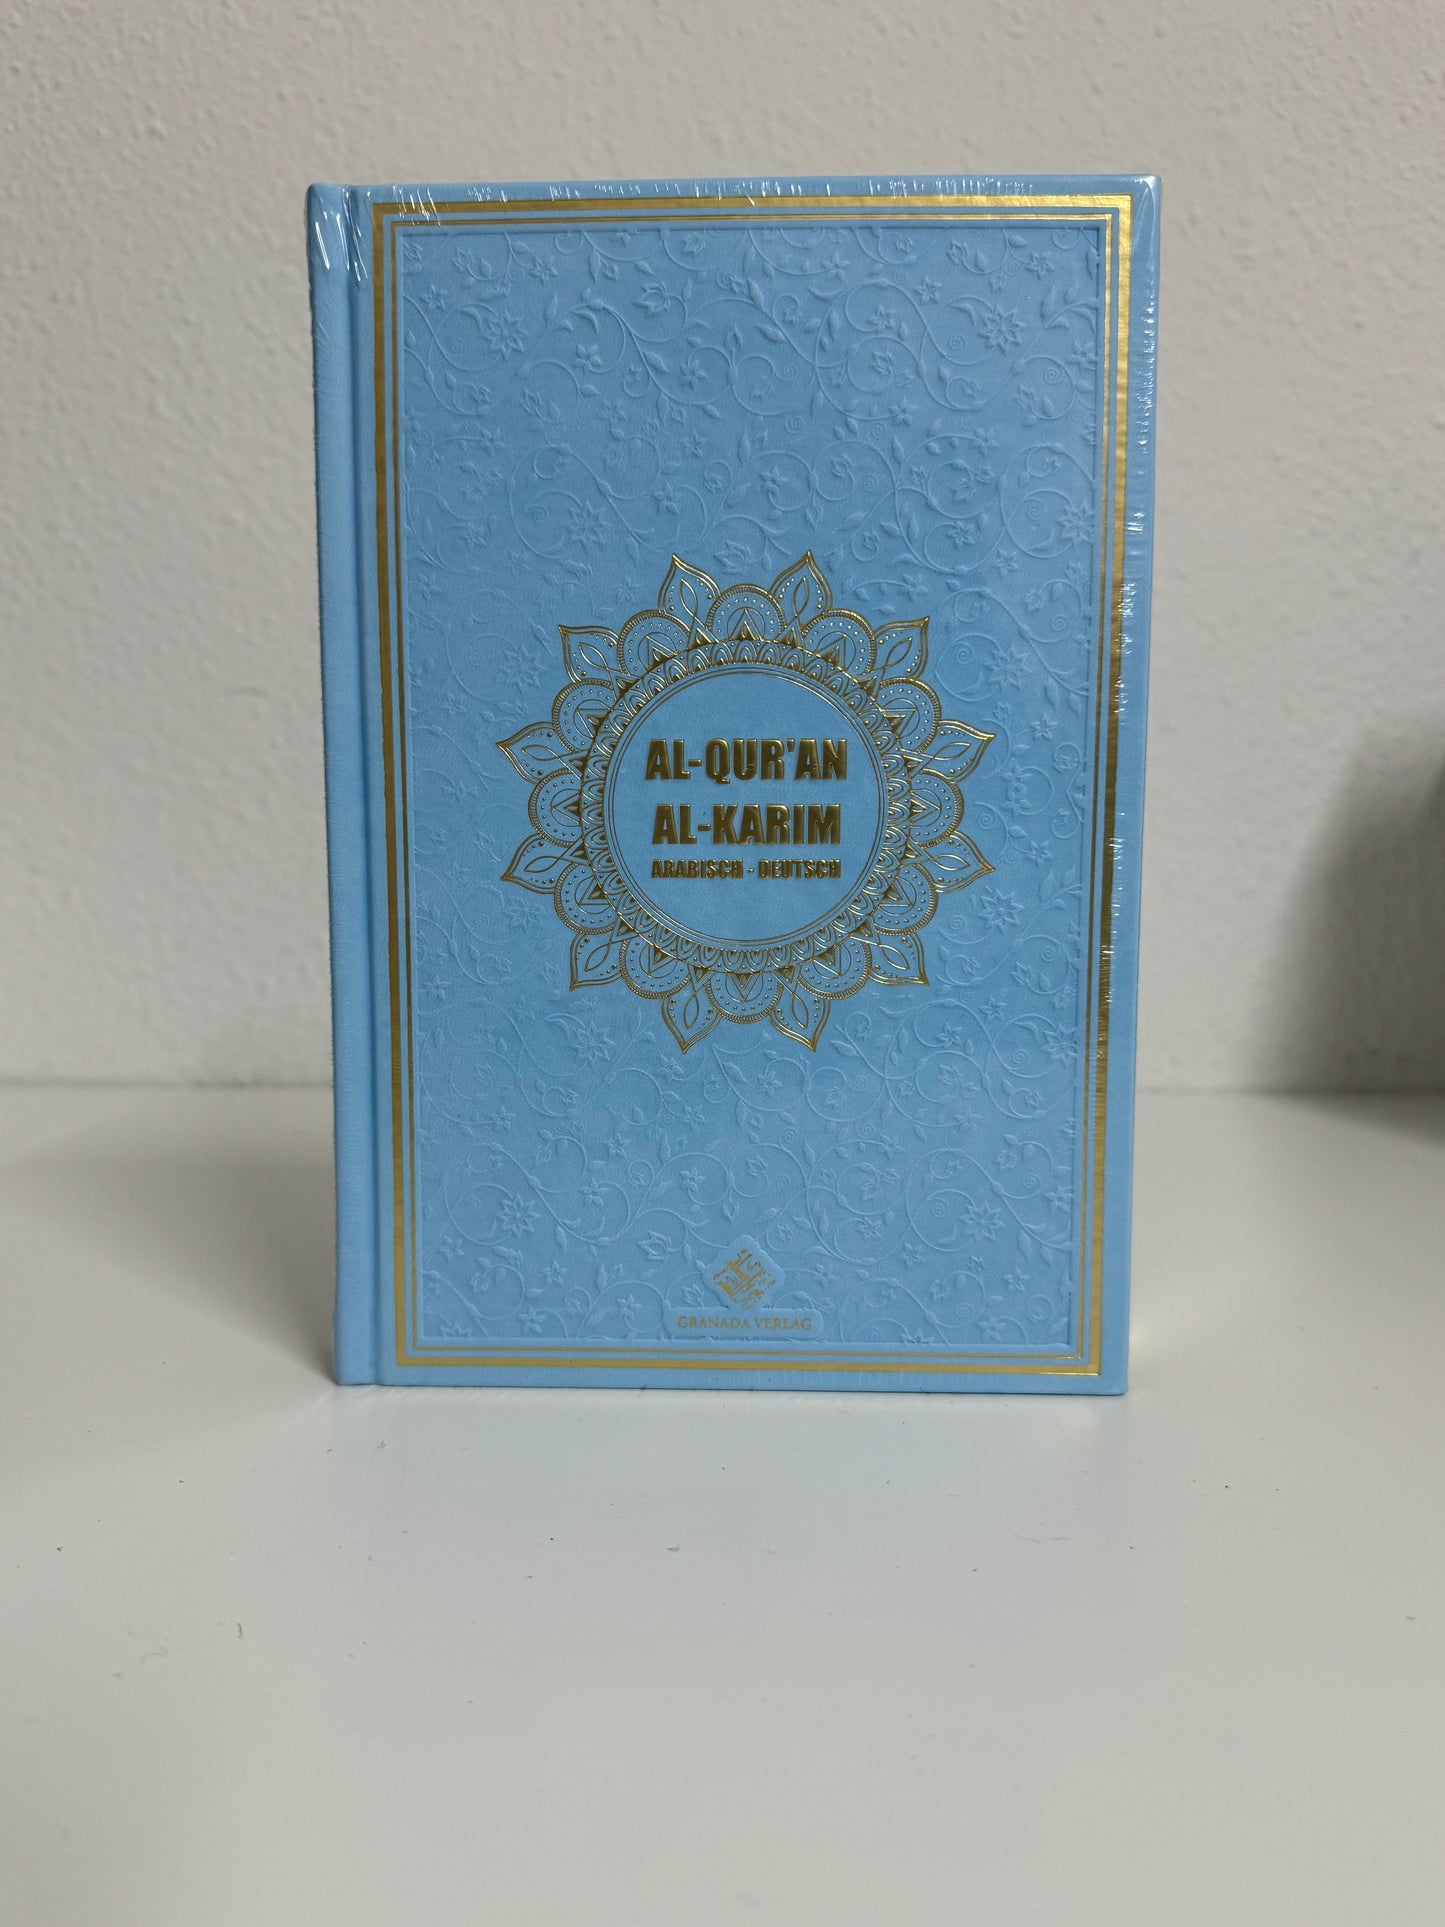 AL-QUR'AN
AL-KARIM
ARABISCH - DEUTSCH
GRANADA VERLAG